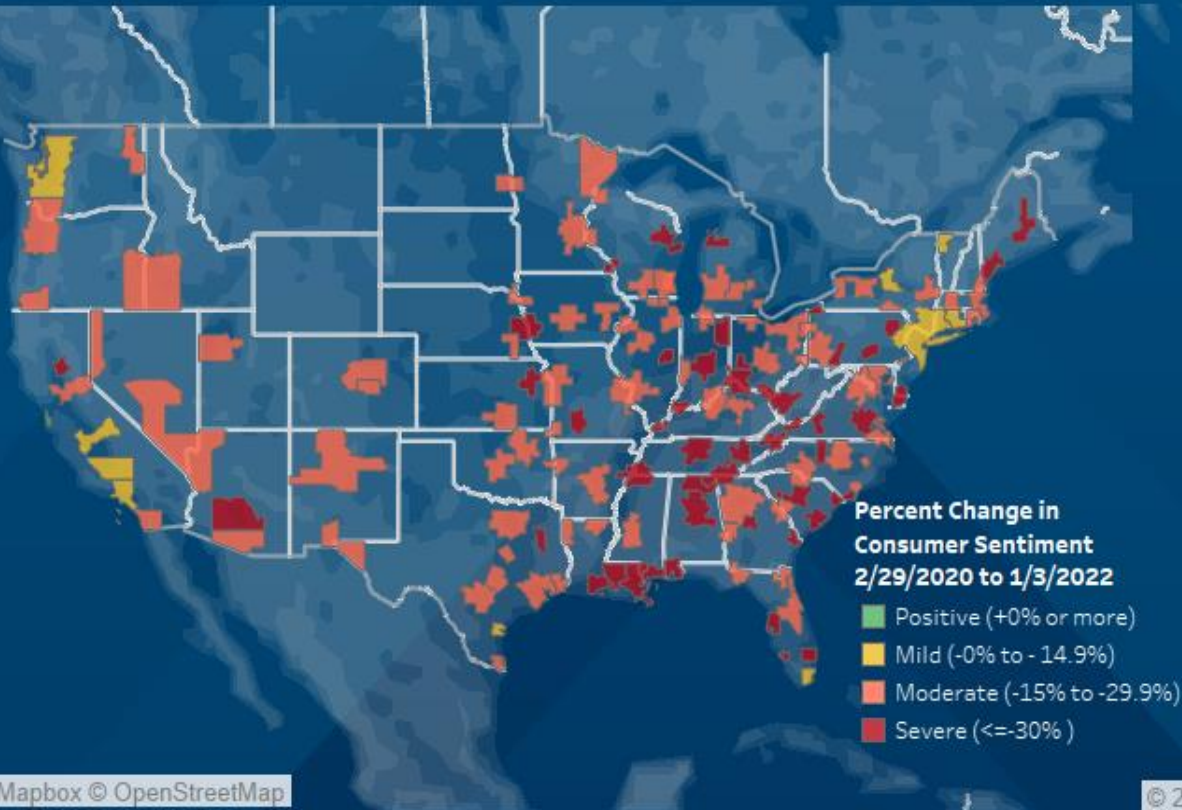 Percent Change in
Consumer Sentiment
2/29/2020 to 1/3/2022
Positive (+0% or more)
Mild (-0% to - 14.9%)
Moderate (-15% to -29.9%)
Severe (<=-30% )
Mapbox © OpenStreetMap
© 2